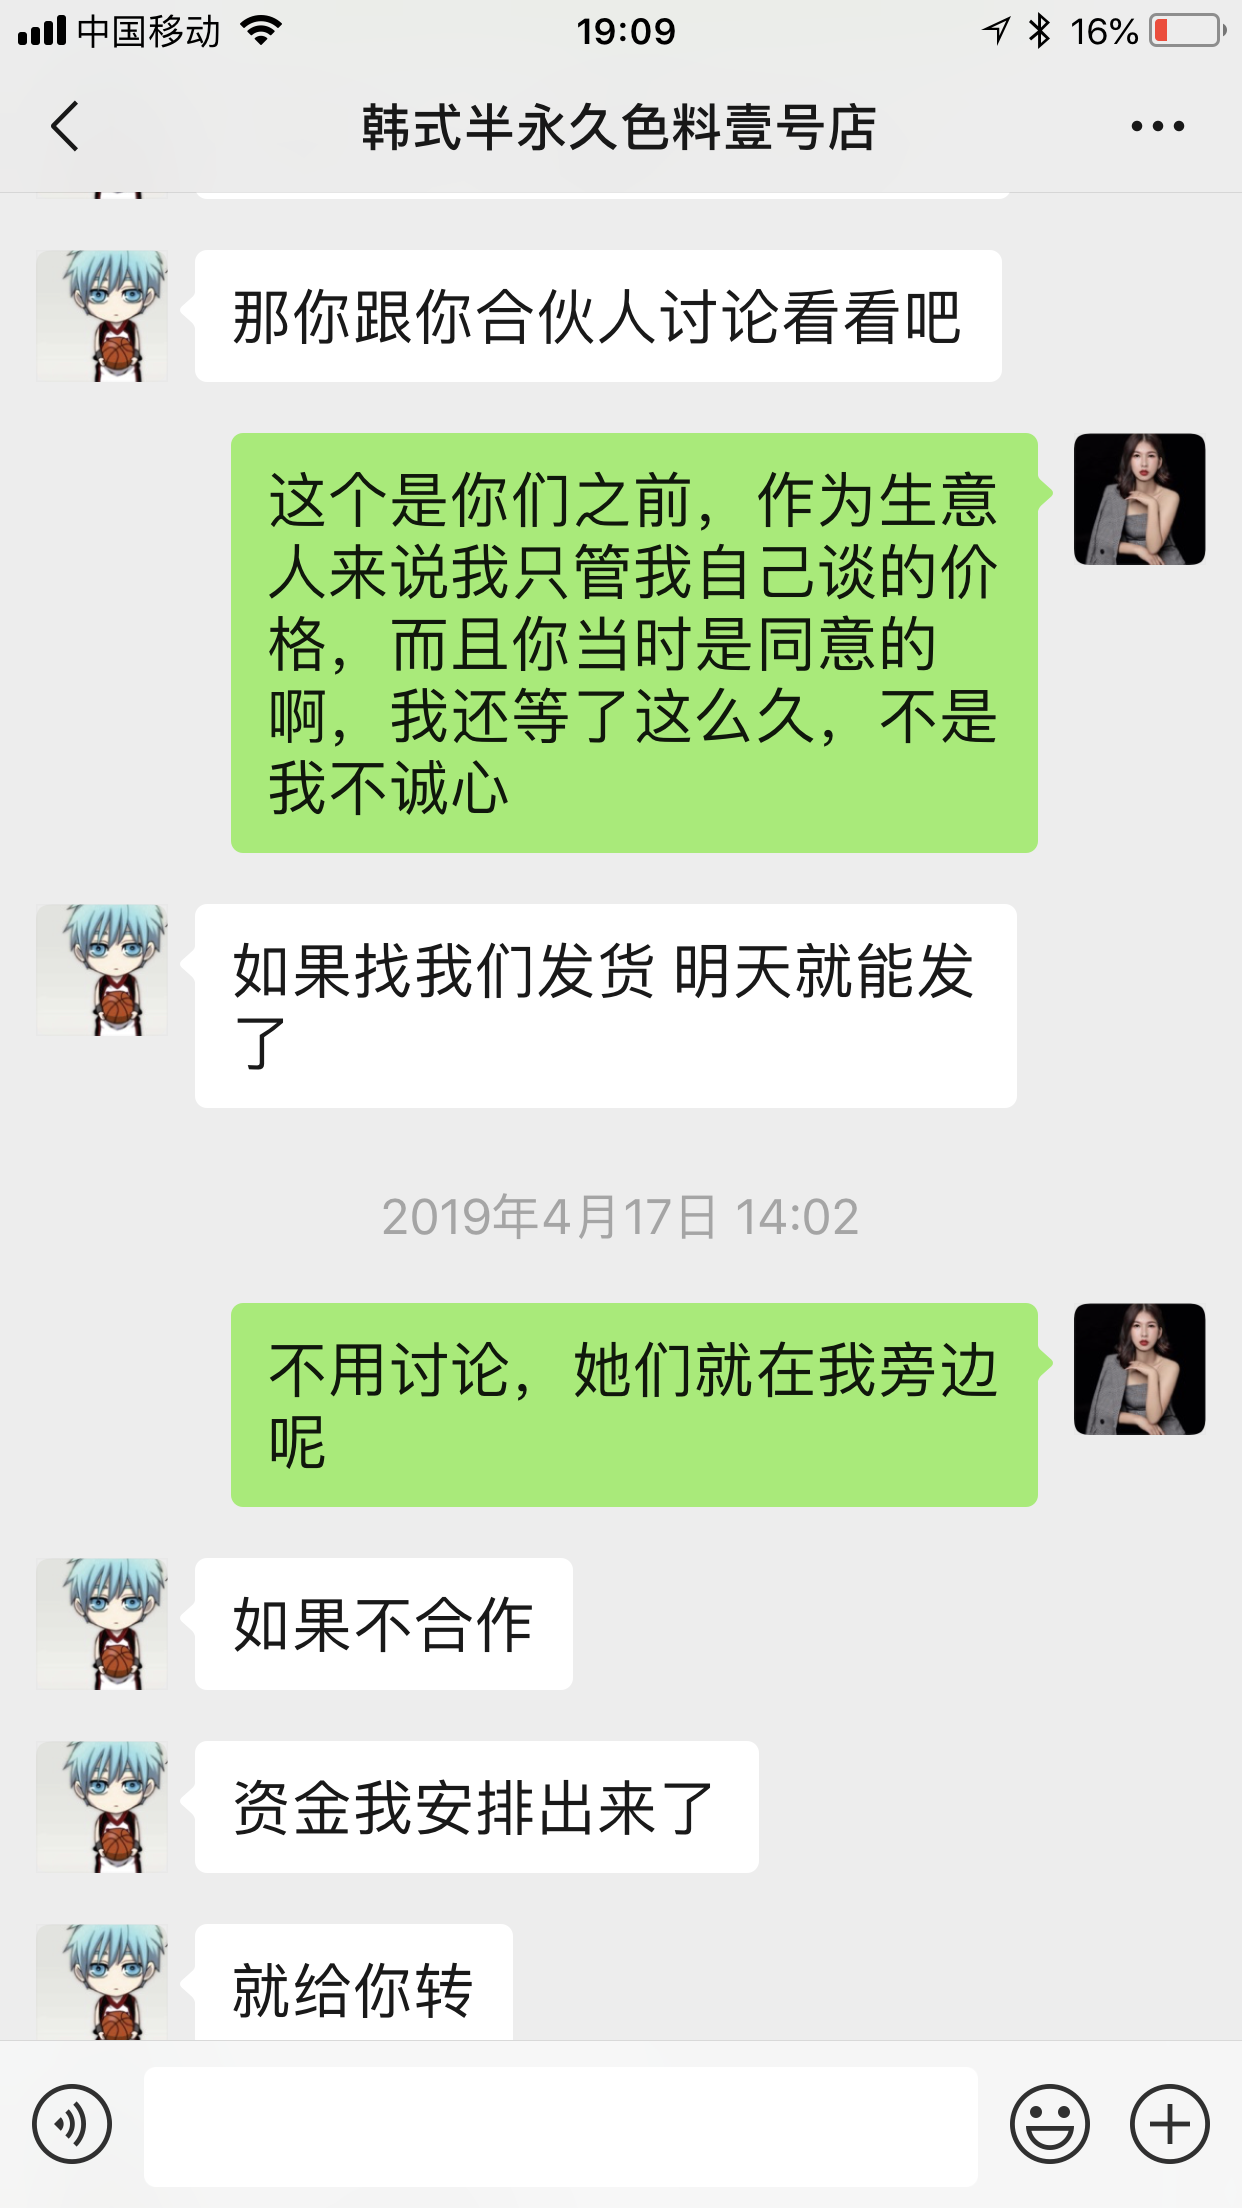 中国移动
19:09
16%
韩式半永久色料壹号店
那你跟你合伙人讨论看看吧
这个是你们之前，作为生意
人来说我只管我自己谈的价
格，而且你当时是同意的
啊，我还等了这么久，不是
我不诚心
如果找我们发货 明天就能发
了
2019年4月17日 14:02
不用讨论，她们就在我旁边
呢
如果不合作
资金我安排出来了
就给你转